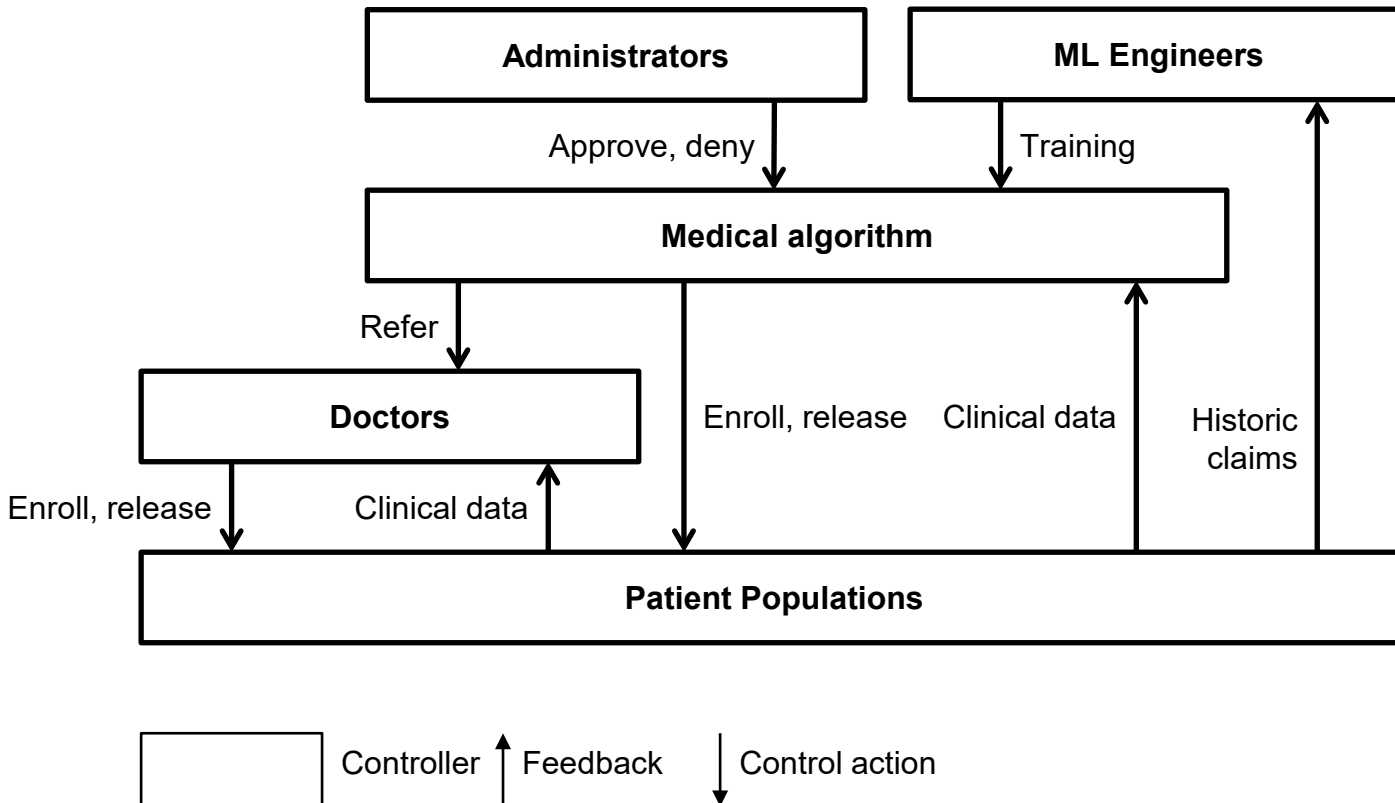 Administrators
ML Engineers
Approve, deny
Training
Medical algorithm
Refer
Doctors
Enroll, release
Clinical data
Historic
claims
Enroll, release
Clinical data
Patient Populations
Controller
Feedback
Control action